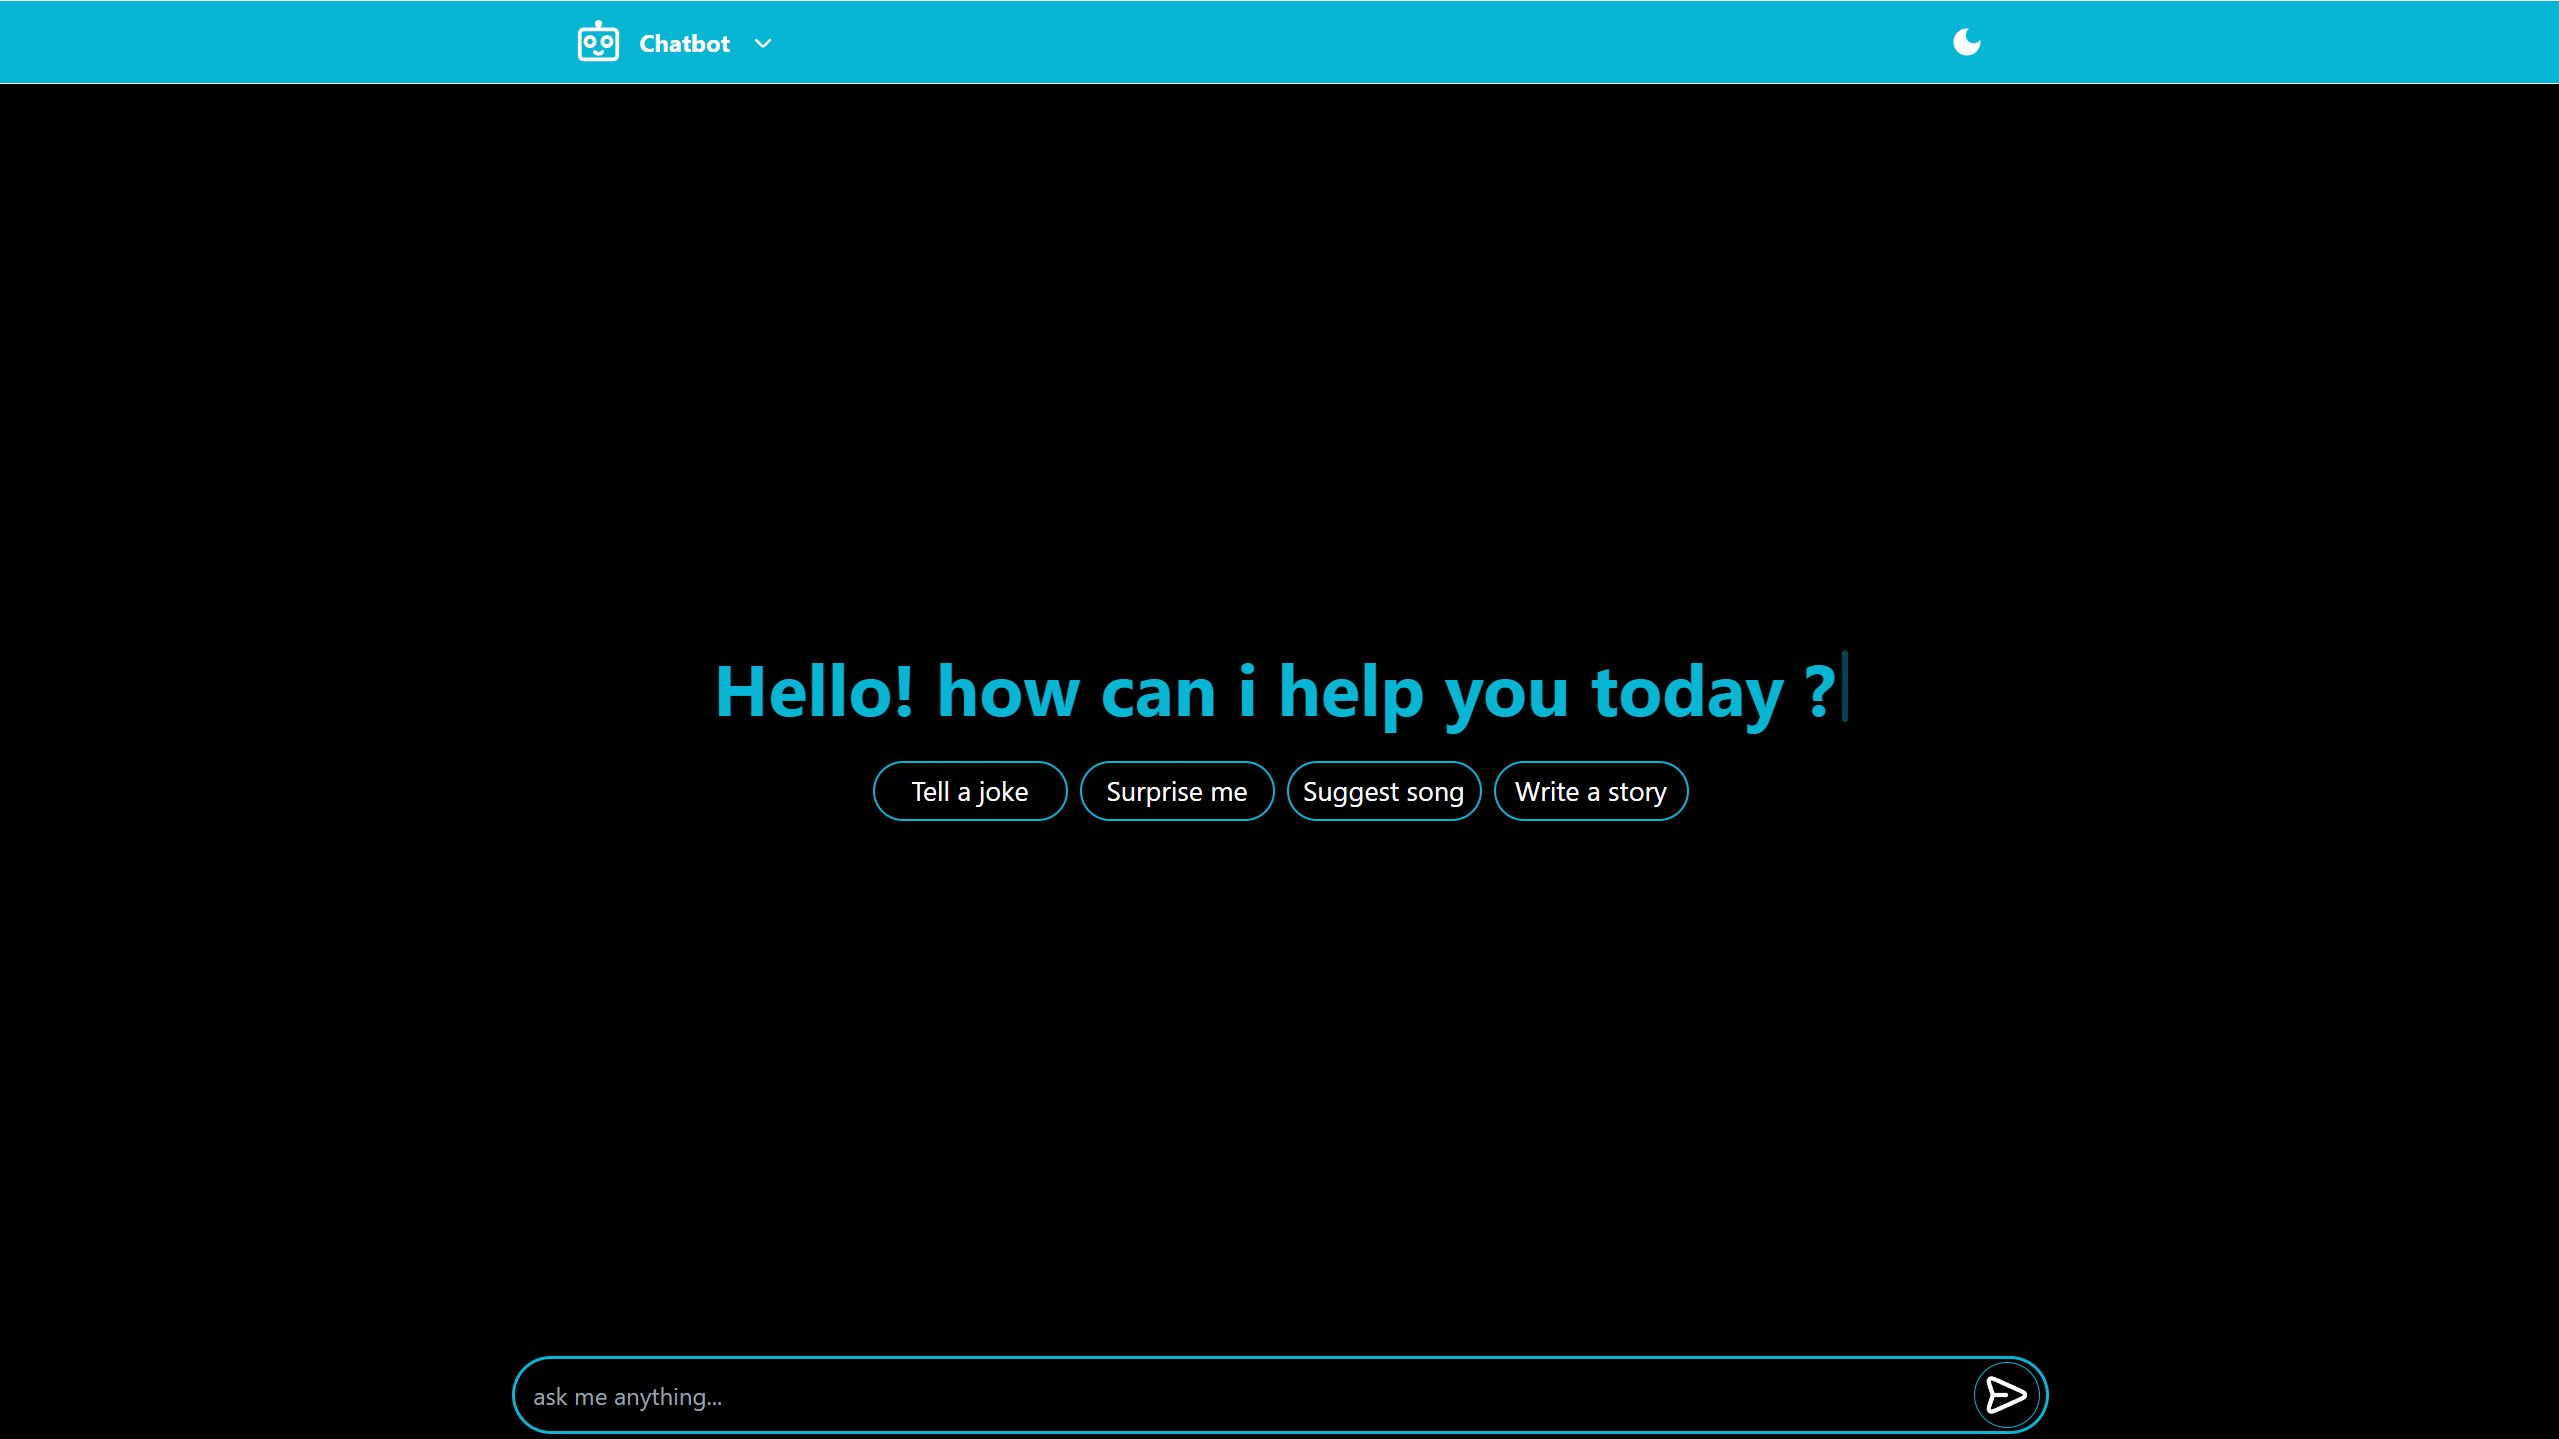 Chatbot
Hello! how can i help you today ?
Tell a joke
Surprise me
Suggest song
Write a story
ask me anything...